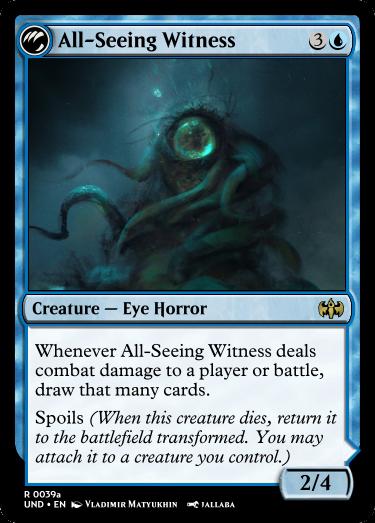 All-Seeing Witness 3
Creature — Eye Horror
Whenever All-Seeing Witness deals
combat damage to a player or battle,
draw that many cards.
Spoils (When this creature dies, return it
to the battlefield transformed. You may
attach it to a creature you control.)
2/4
R 0039a
UND • EN Vladimir Matyukhin JALLABA